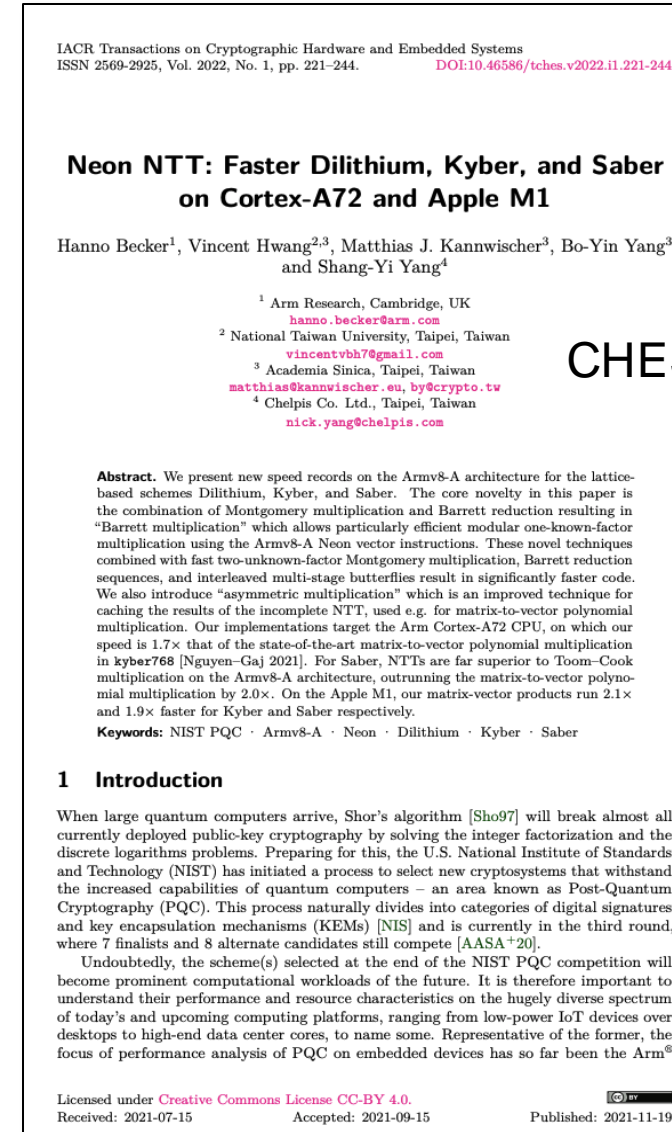 IACR Transactions on Cryptographic Hardware and Embedded Systems
ISSN 2569-2925, Vol. 2022, No. 1, pp. 221–244. DOI:10.46586/tches.v2022.i1.221-244
Neon NTT: Faster Dilithium, Kyber, and Saber
on Cortex-A72 and Apple M1
Hanno Becker¹, Vincent Hwang²,³, Matthias J. Kannwischer³, Bo-Yin Yang³
and Shang-Yi Yang⁴
¹ Arm Research, Cambridge, UK
hanno.becker@arm.com
² National Taiwan University, Taipei, Taiwan
vincentvbh7@gmail.com
³ Academia Sinica, Taipei, Taiwan
matthias@kannwischer.eu, by@crypto.tw
⁴ Chelpis Co. Ltd., Taipei, Taiwan
nick.yang@chelpis.com
CHES
Abstract. We present new speed records on the Armv8-A architecture for the lattice-
based schemes Dilithium, Kyber, and Saber. The core novelty in this paper is
the combination of Montgomery multiplication and Barrett reduction resulting in
“Barrett multiplication” which allows particularly efficient modular one-known-factor
multiplication using the Armv8-A Neon vector instructions. These novel techniques
combined with fast two-unknown-factor Montgomery multiplication, Barrett reduction
sequences, and interleaved multi-stage butterflies result in significantly faster code.
We also introduce “asymmetric multiplication” which is an improved technique for
caching the results of the incomplete NTT, used e.g. for matrix-to-vector polynomial
multiplication. Our implementations target the Arm Cortex-A72 CPU, on which our
speed is 1.7× that of the state-of-the-art matrix-to-vector polynomial multiplication
in kyber768 [Nguyen–Gaj 2021]. For Saber, NTTs are far superior to Toom–Cook
multiplication on the Armv8-A architecture, outrunning the matrix-to-vector polyno-
mial multiplication by 2.0×. On the Apple M1, our matrix-vector products run 2.1×
and 1.9× faster for Kyber and Saber respectively.
Keywords: NIST PQC · Armv8-A · Neon · Dilithium · Kyber · Saber
1 Introduction
When large quantum computers arrive, Shor’s algorithm [Sho97] will break almost all
currently deployed public-key cryptography by solving the integer factorization and the
discrete logarithms problems. Preparing for this, the U.S. National Institute of Standards
and Technology (NIST) has initiated a process to select new cryptosystems that withstand
the increased capabilities of quantum computers – an area known as Post-Quantum
Cryptography (PQC). This process naturally divides into categories of digital signatures
and key encapsulation mechanisms (KEMs) [NIS] and is currently in the third round,
where 7 finalists and 8 alternate candidates still compete [AASA⁺20].
Undoubtedly, the scheme(s) selected at the end of the NIST PQC competition will
become prominent computational workloads of the future. It is therefore important to
understand their performance and resource characteristics on the hugely diverse spectrum
of today’s and upcoming computing platforms, ranging from low-power IoT devices over
desktops to high-end data center cores, to name some. Representative of the former, the
focus of performance analysis of PQC on embedded devices has so far been the Arm®
Licensed under Creative Commons License CC-BY 4.0. (cc) BY
Received: 2021-07-15 Accepted: 2021-09-15 Published: 2021-11-19